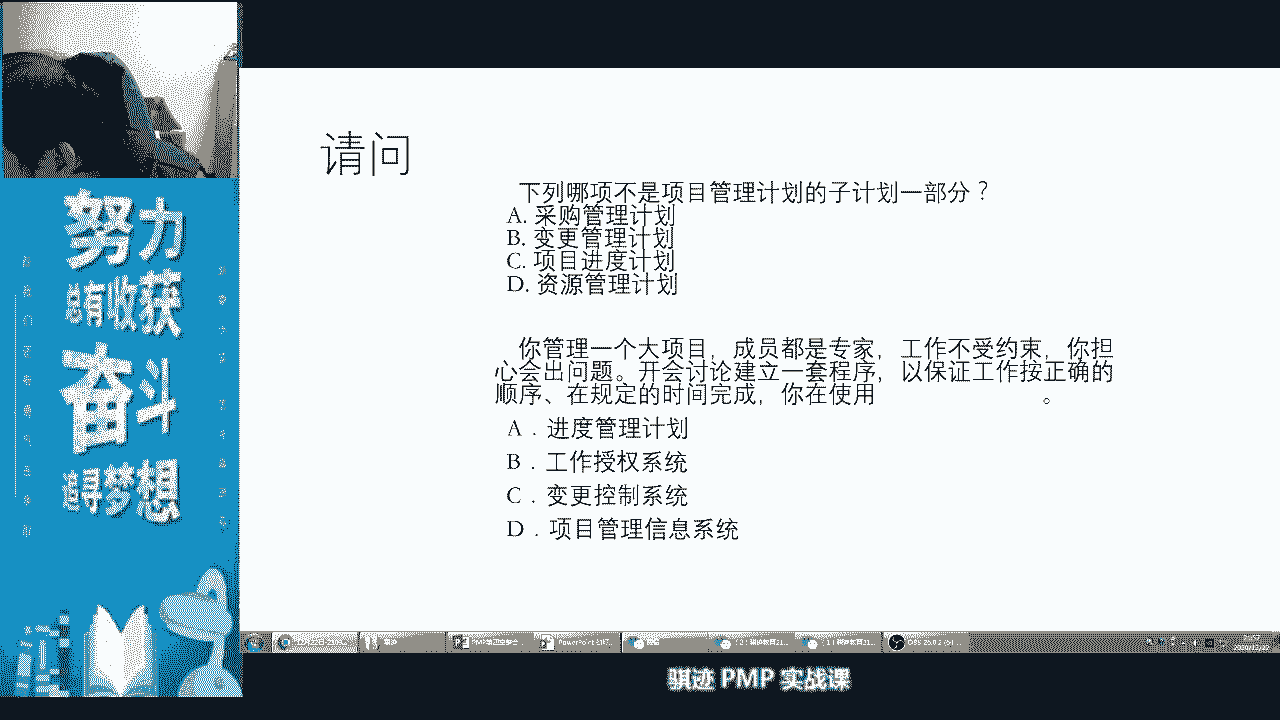 努力
总有收获
奋斗
追寻梦想
请问
下列哪项不是项目管理计划的子计划一部分？
A. 采购管理计划
B. 变更管理计划
C. 项目进度计划
D. 资源管理计划
你管理一个大项目，成员都是专家，工作不受约束，你担
心会出问题。开会讨论建立一套程序，以保证工作按正确的
顺序、在规定的时间完成，你在使用 。
A．进度管理计划
B．工作授权系统
C．变更控制系统
D．项目管理信息系统
骐迹 PMP 实战课